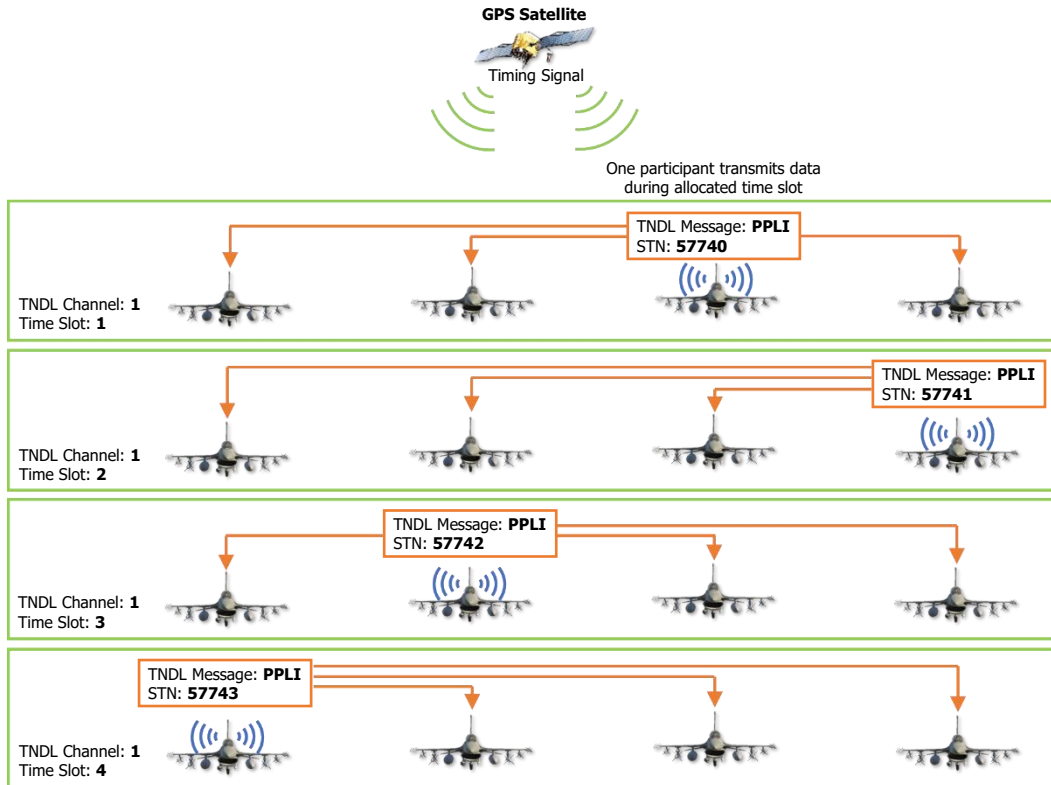 GPS Satellite
Timing Signal
One participant transmits data
during allocated time slot
TNDL Message: PPLI
STN: 57740
TNDL Channel: 1
Time Slot: 1
TNDL Message: PPLI
STN: 57741
TNDL Channel: 1
Time Slot: 2
TNDL Message: PPLI
STN: 57742
TNDL Channel: 1
Time Slot: 3
TNDL Message: PPLI
STN: 57743
TNDL Channel: 1
Time Slot: 4